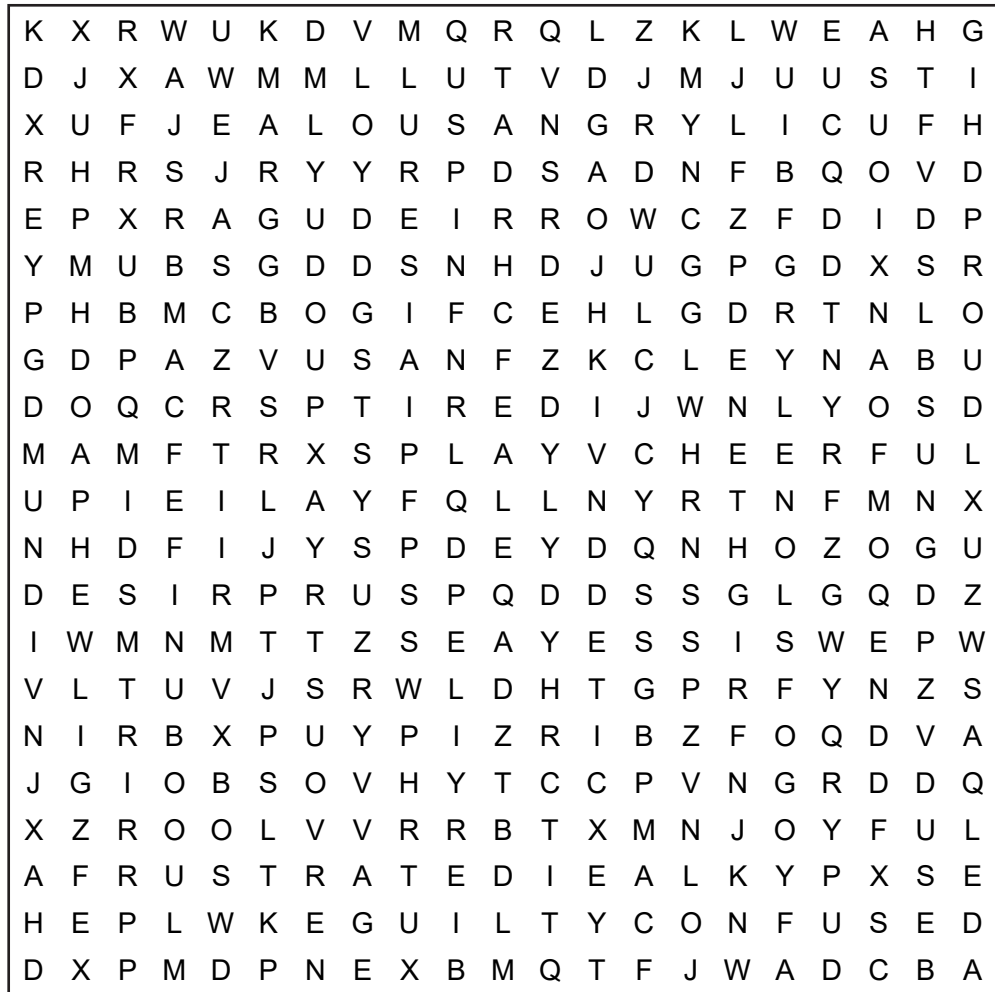 K X R W U K D V M Q R Q L Z K L W E A H G
D J X A W M M L L U T V D J M J U U S T I
X U F J E A L O U S A N G R Y L I C U F H
R H R S J R Y Y R P D S A D N F B Q O V D
E P X R A G U D E I R R O W C Z F D I D P
Y M U B S G D D S N H D J U G P G D X S R
P H B M C B O G I F C E H L G D R T N L O
G D P A Z V U S A N F Z K C L E Y N A B U
D O Q C R S P T I R E D I J W N L Y O S D
M A M F T R X S P L A Y V C H E E R F U L
U P I E I L A Y F Q L L N Y R T N F M N X
N H D F I J Y S P D E Y D Q N H O Z O G U
D E S I R P R U S P Q D D S S G L G Q D Z
I W M N M T T Z S E A Y E S S I S W E P W
V L T U V J S R W L D H T G P R F Y N Z S
N I R B X P U Y P I Z R I B Z F O Q D V A
J G I O B S O V H Y T C C P V N G R D D Q
X Z R O O L V V R R B T X M N J O Y F U L
A F R U S T R A T E D I E A L K Y P X S E
H E P L W K E G U I L T Y C O N F U S E D
D X P M D P N E X B M Q T F J W A D C B A